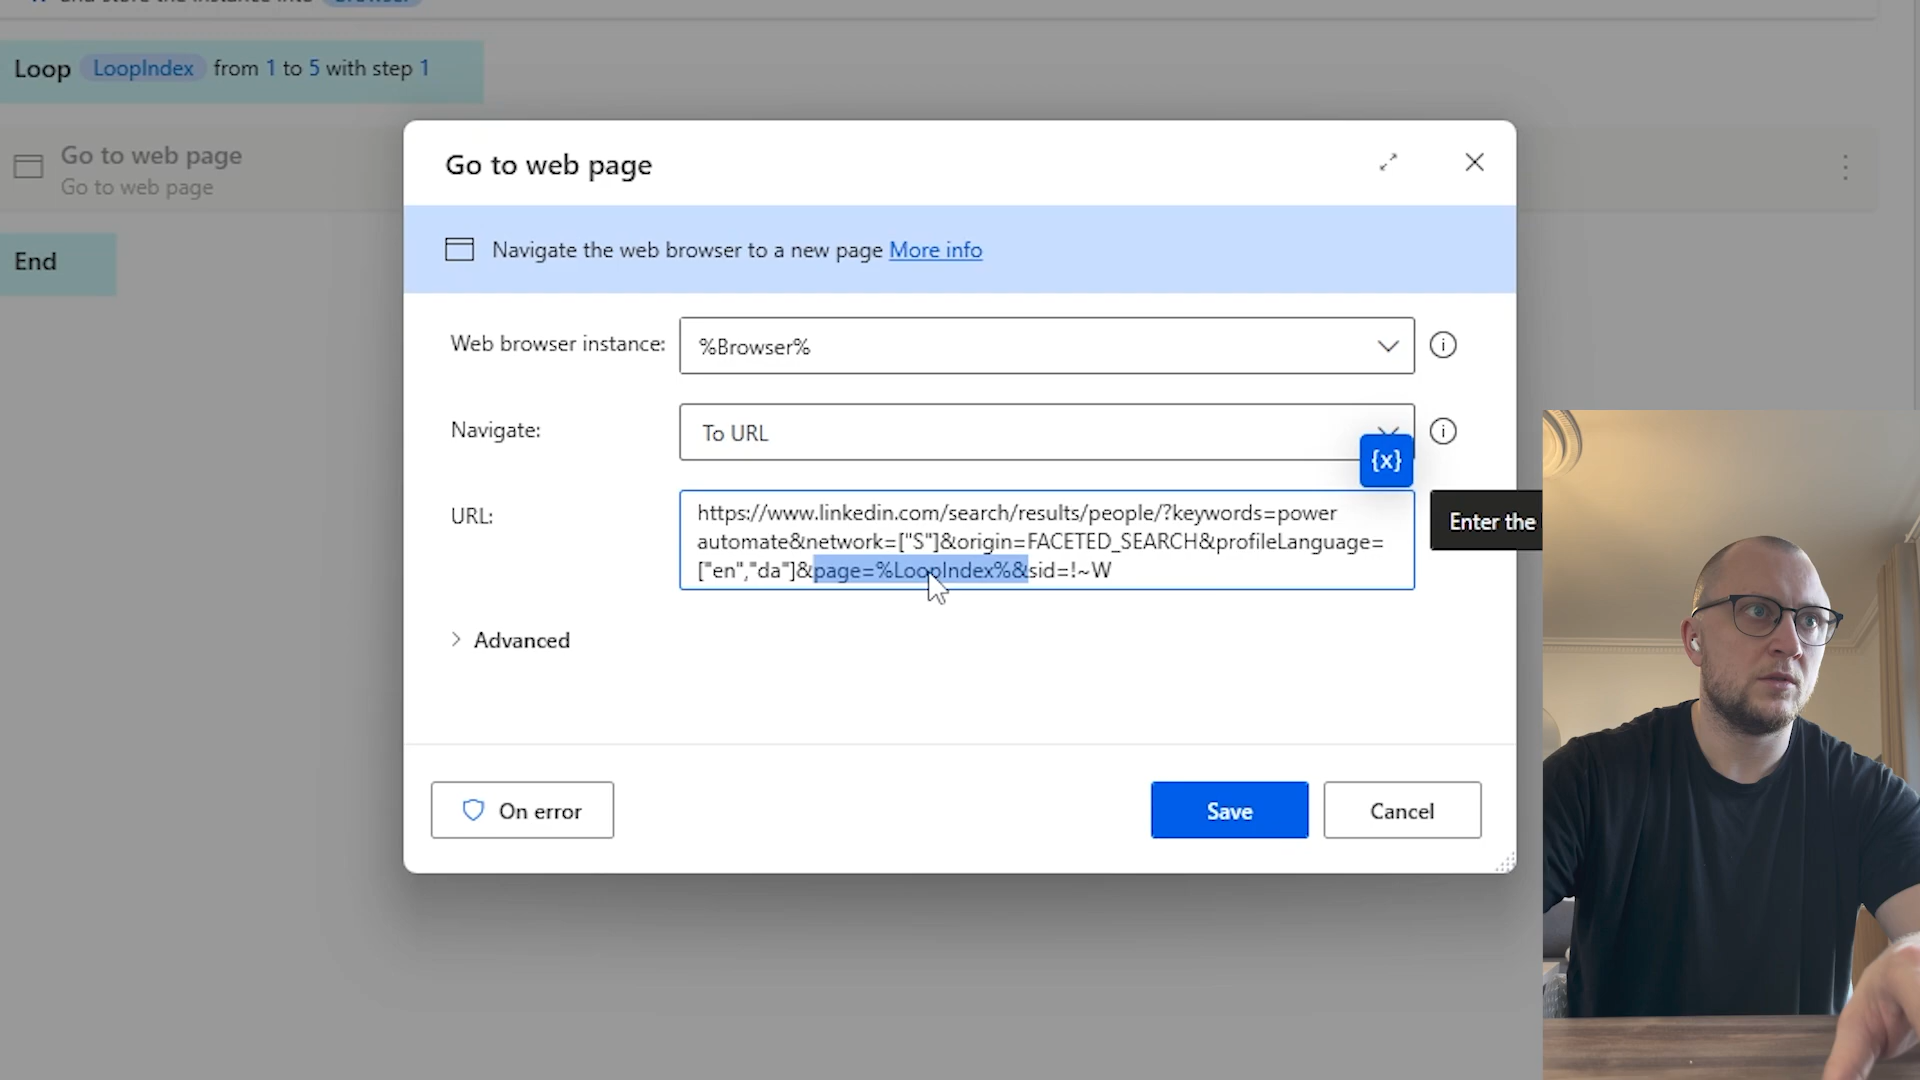 Loop LoopIndex from 1 to 5 with step 1
Go to web page
Go to web page
End
Go to web page
Navigate the web browser to a new page More info
Web browser instance:
%Browser%
Navigate:
To URL
{x}
URL:
https://www.linkedin.com/search/results/people/?keywords=power
automate&network=["S"]&origin=FACETED_SEARCH&profileLanguage=
["en","da"]&page=%LoopIndex%&sid=!~W
Enter the
Advanced
On error
Save
Cancel